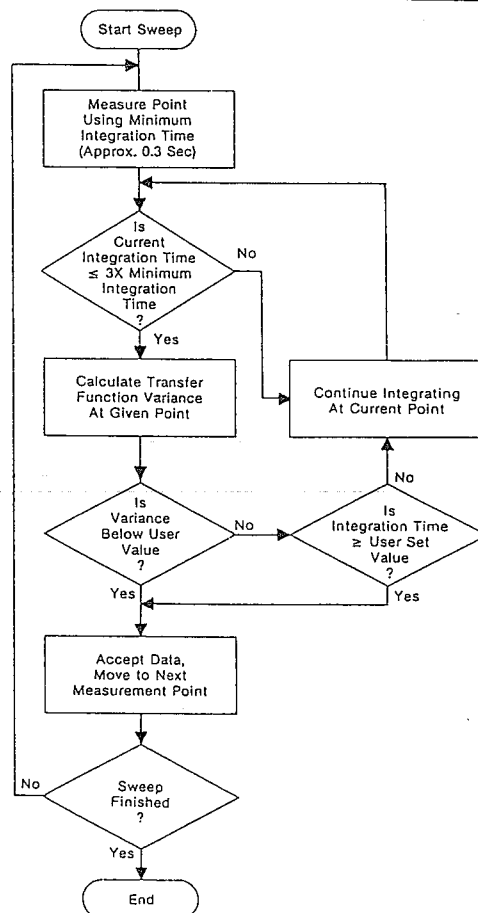 Start Sweep
Measure Point
Using Minimum
Integration Time
(Approx. 0.3 Sec)
Is
Current
Integration Time
≤ 3X Minimum
Integration
Time
?
No
Yes
Calculate Transfer
Function Variance
At Given Point
Continue Integrating
At Current Point
No
Is
Variance
Below User
Value
?
No
Is
Integration Time
≥ User Set
Value
?
Yes
Yes
Accept Data,
Move to Next
Measurement Point
No
Sweep
Finished
?
Yes
End